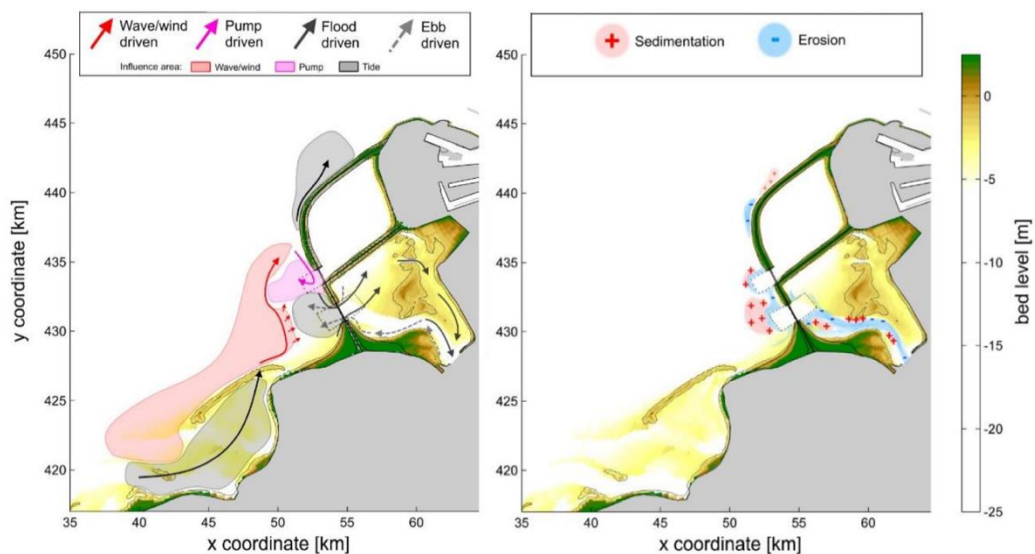 Wave/wind driven
Pump driven
Flood driven
Ebb driven
Influence area: Wave/wind Pump Tide
450
445
440
435
430
425
420
35 40 45 50 55 60
y coordinate [km]
x coordinate [km]
+ Sedimentation
- Erosion
450
445
440
435
430
425
420
35 40 45 50 55 60
x coordinate [km]
0
-5
-10
-15
-20
-25
bed level [m]